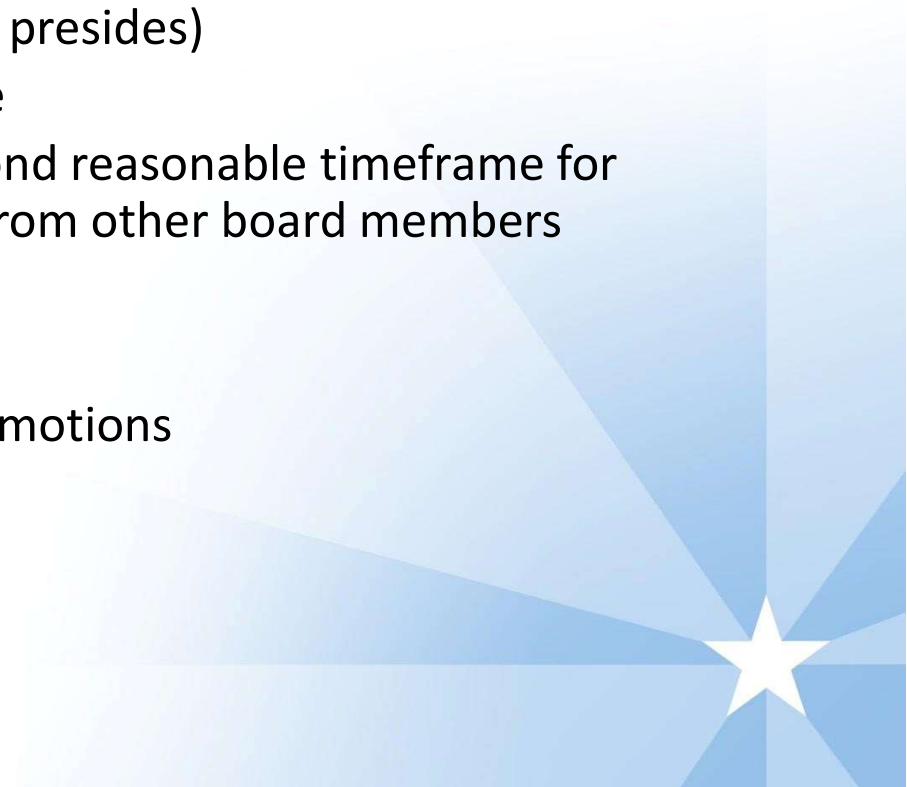 presides)
e
nd reasonable timeframe for
rom other board members
motions